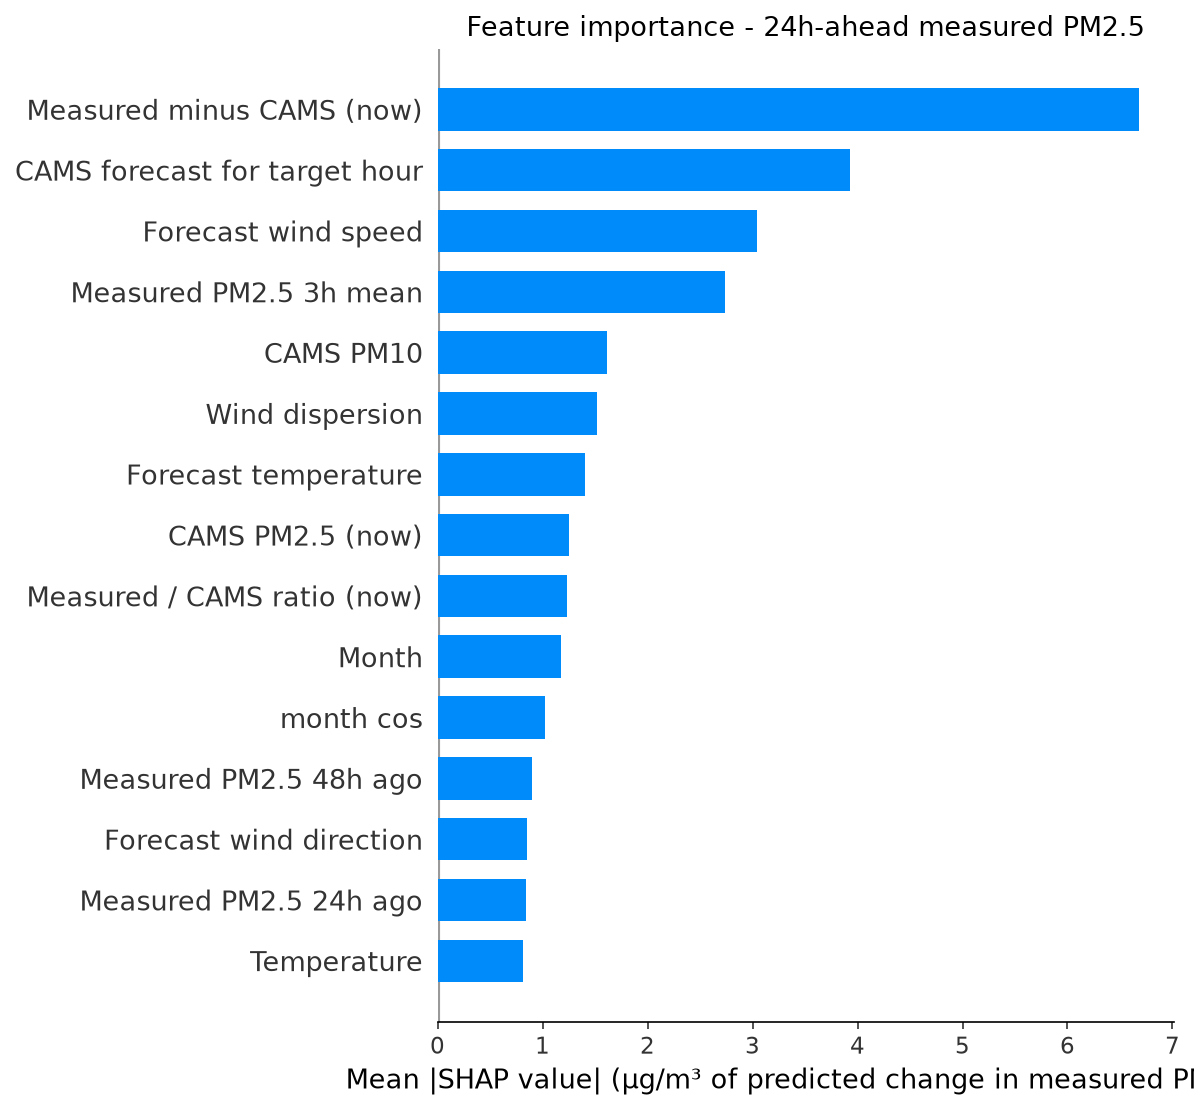 Feature importance - 24h-ahead measured PM2.5
Measured minus CAMS (now)
CAMS forecast for target hour
Forecast wind speed
Measured PM2.5 3h mean
CAMS PM10
Wind dispersion
Forecast temperature
CAMS PM2.5 (now)
Measured / CAMS ratio (now)
Month
month cos
Measured PM2.5 48h ago
Forecast wind direction
Measured PM2.5 24h ago
Temperature
0 1 2 3 4 5 6 7
Mean |SHAP value| (µg/m³ of predicted change in measured